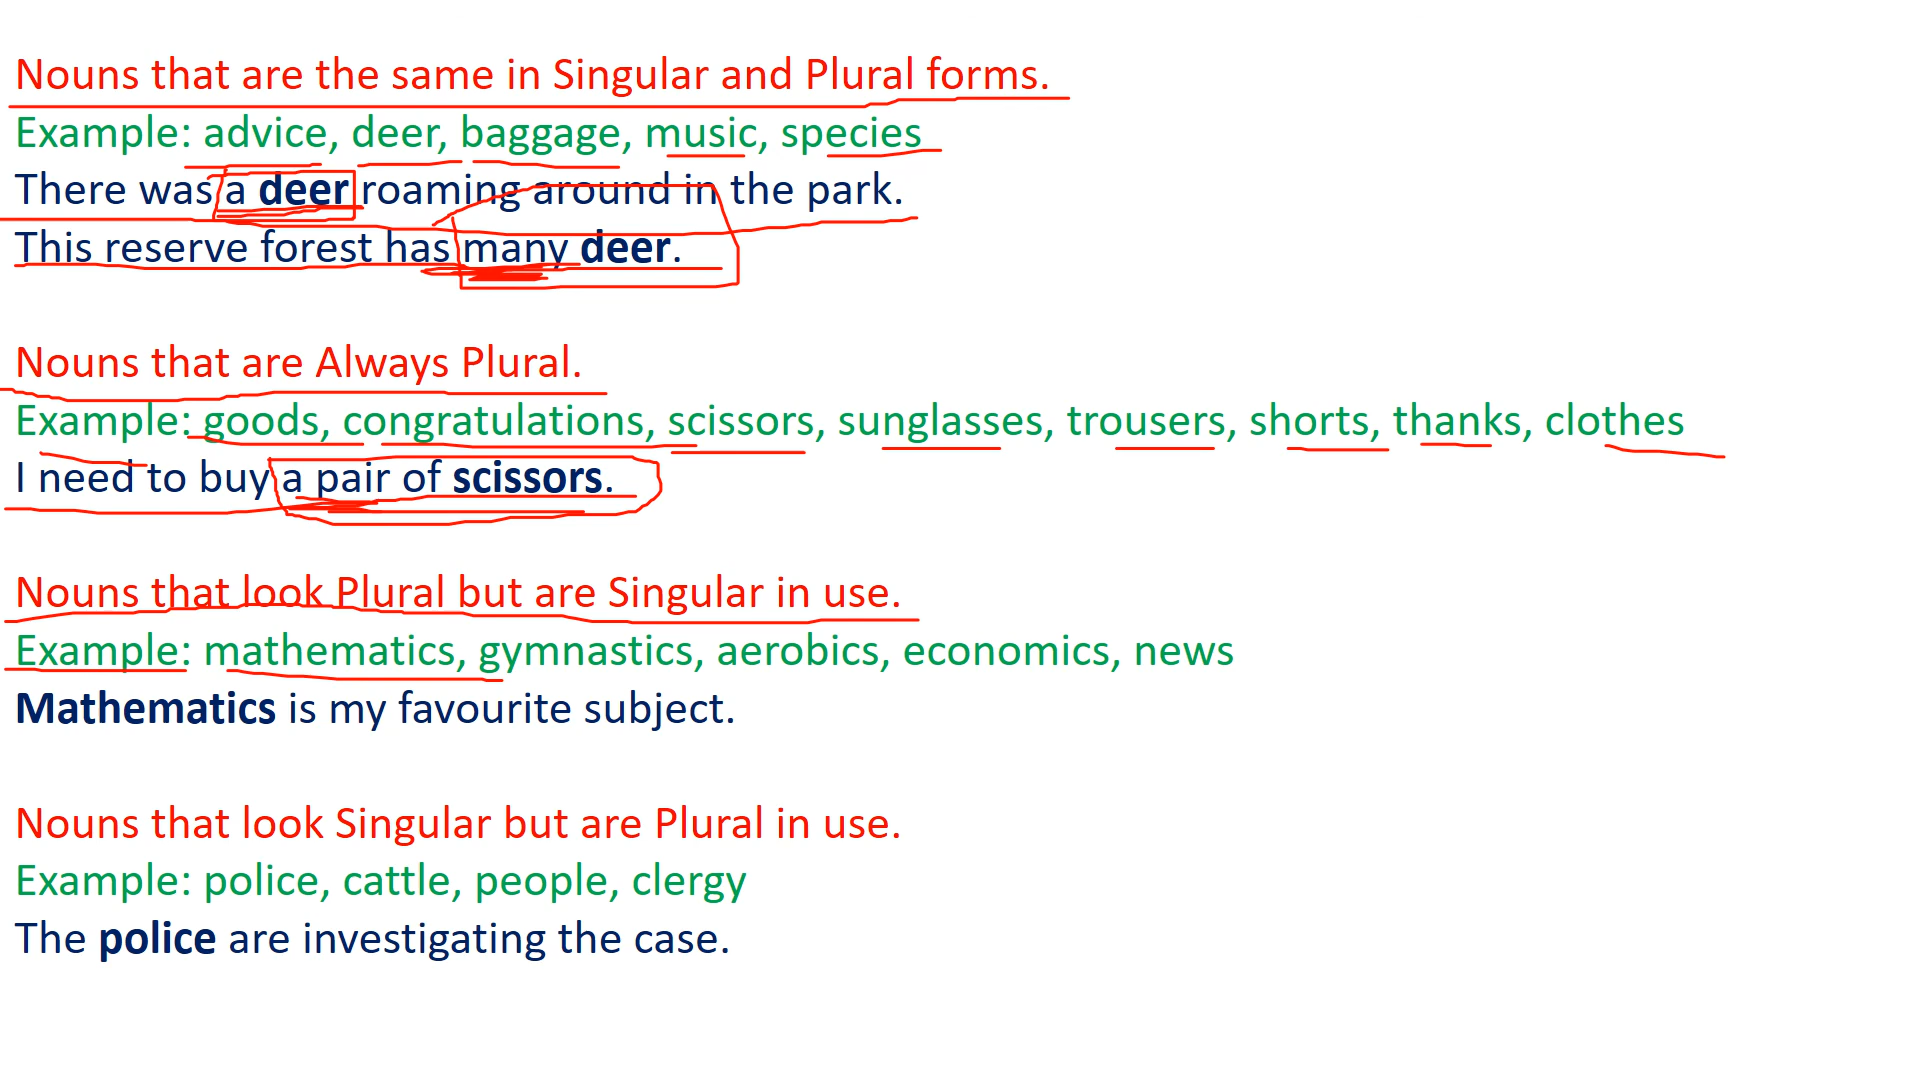 Nouns that are the same in Singular and Plural forms.
Example: advice, deer, baggage, music, species
There was a deer roaming around in the park.
This reserve forest has many deer.
Nouns that are Always Plural.
Example: goods, congratulations, scissors, sunglasses, trousers, shorts, thanks, clothes
I need to buy a pair of scissors.
Nouns that look Plural but are Singular in use.
Example: mathematics, gymnastics, aerobics, economics, news
Mathematics is my favourite subject.
Nouns that look Singular but are Plural in use.
Example: police, cattle, people, clergy
The police are investigating the case.